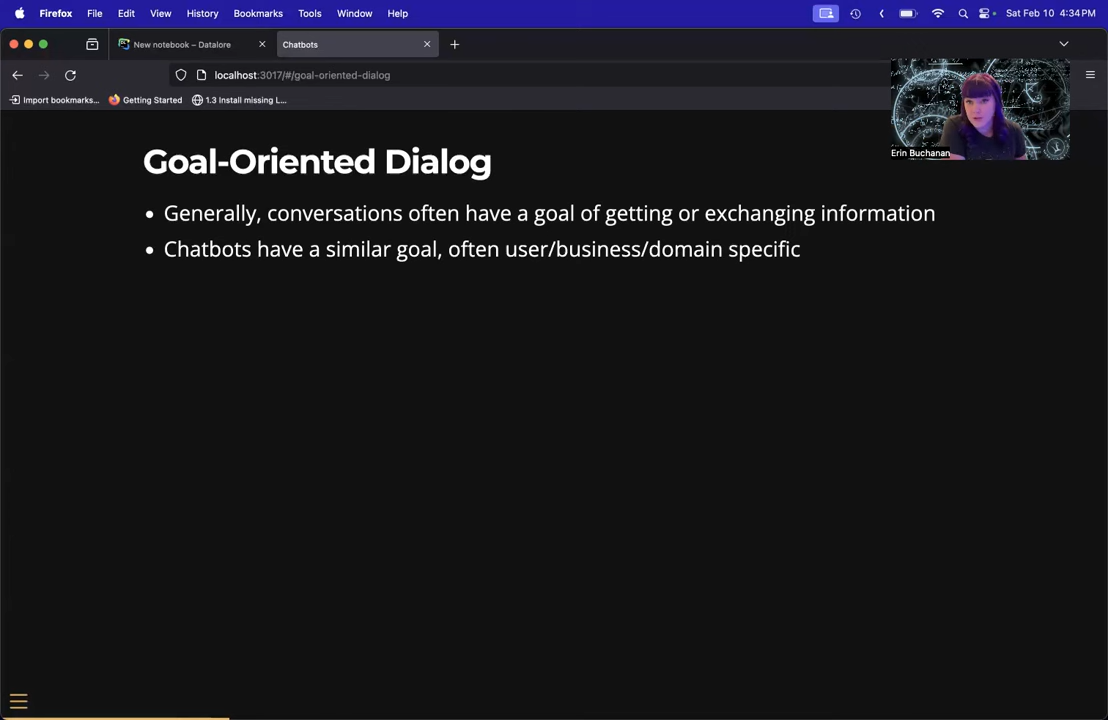 Firefox File Edit View History Bookmarks Tools Window Help Sat Feb 10 4:34 PM
New notebook – Datalore Chatbots
localhost:3017/#/goal-oriented-dialog
Import bookmarks... Getting Started 1.3 Install missing L...
Erin Buchanan
Goal-Oriented Dialog
• Generally, conversations often have a goal of getting or exchanging information
• Chatbots have a similar goal, often user/business/domain specific